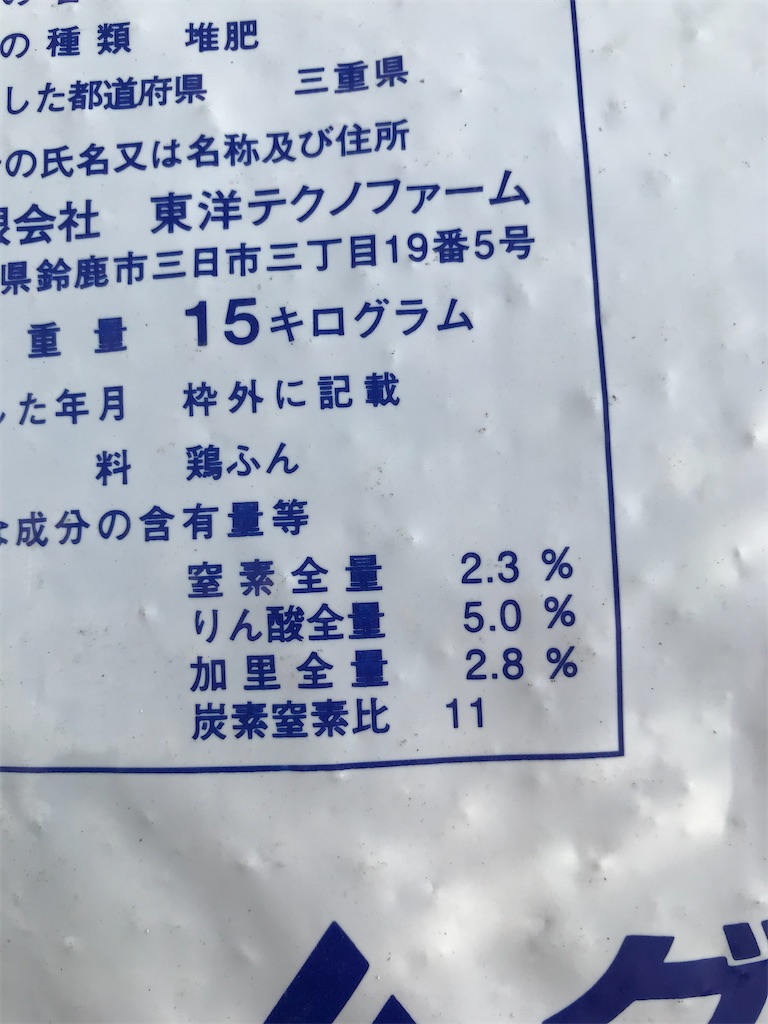 の種類 堆肥
した都道府県 三重県
の氏名又は名称及び住所
限会社 東洋テクノファーム
県鈴鹿市三日市三丁目19番5号
重量 15キログラム
した年月 枠外に記載
料 鶏ふん
な成分の含有量等
窒素全量 2.3 %
りん酸全量 5.0 %
加里全量 2.8 %
炭素窒素比 11